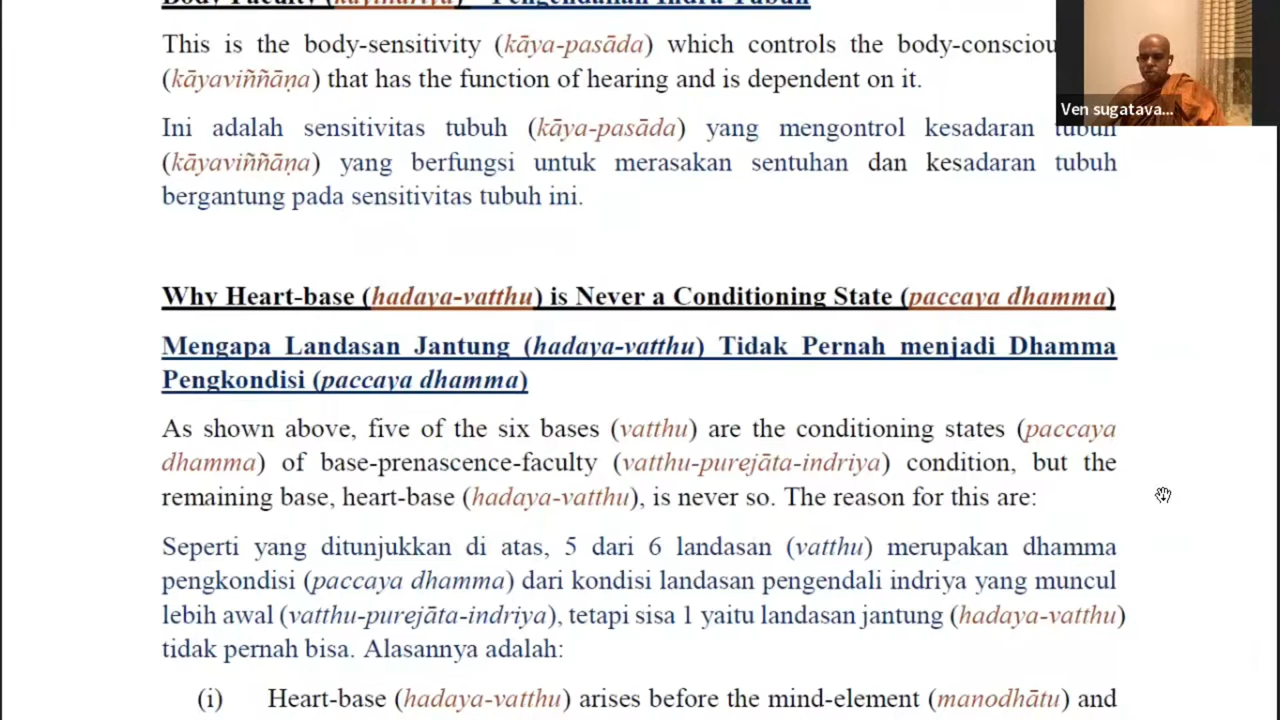 Body Faculty (kāyindriya) – Pengendalian Indra Tubuh
This is the body-sensitivity (kāya-pasāda) which controls the body-consciou
(kāyaviññāṇa) that has the function of hearing and is dependent on it.
Ini adalah sensitivitas tubuh (kāya-pasāda) yang mengontrol kesadaran tubuh
(kāyaviññāṇa) yang berfungsi untuk merasakan sentuhan dan kesadaran tubuh
bergantung pada sensitivitas tubuh ini.
Why Heart-base (hadaya-vatthu) is Never a Conditioning State (paccaya dhamma)
Mengapa Landasan Jantung (hadaya-vatthu) Tidak Pernah menjadi Dhamma
Pengkondisi (paccaya dhamma)
As shown above, five of the six bases (vatthu) are the conditioning states (paccaya
dhamma) of base-prenascence-faculty (vatthu-purejāta-indriya) condition, but the
remaining base, heart-base (hadaya-vatthu), is never so. The reason for this are:
Seperti yang ditunjukkan di atas, 5 dari 6 landasan (vatthu) merupakan dhamma
pengkondisi (paccaya dhamma) dari kondisi landasan pengendali indriya yang muncul
lebih awal (vatthu-purejāta-indriya), tetapi sisa 1 yaitu landasan jantung (hadaya-vatthu)
tidak pernah bisa. Alasannya adalah:
(i) Heart-base (hadaya-vatthu) arises before the mind-element (manodhātu) and
Ven sugatava...